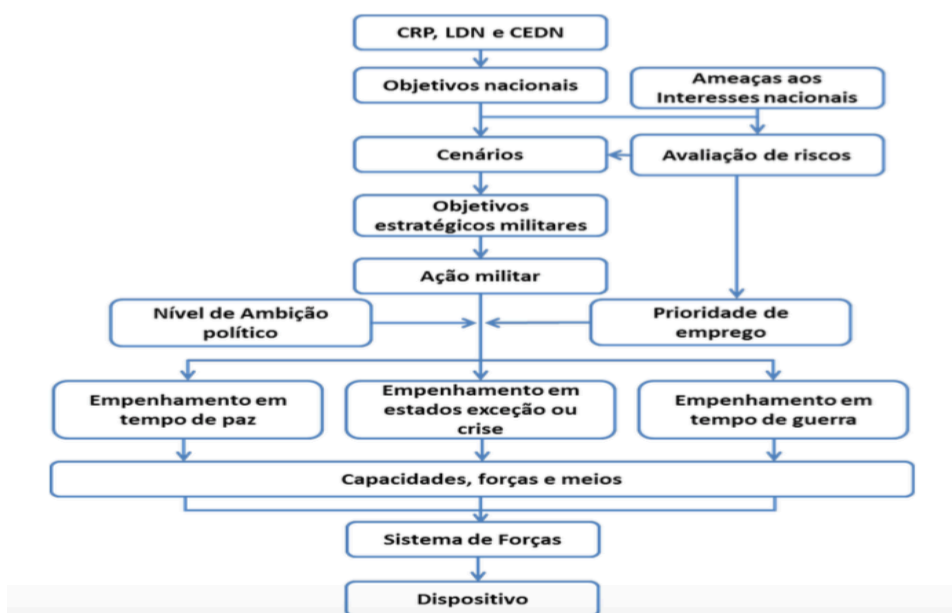 CRP, LDN e CEDN
Objetivos nacionais
Ameaças aos
Interesses nacionais
Cenários
Avaliação de riscos
Objetivos
estratégicos militares
Ação militar
Nível de Ambição
político
Prioridade de
emprego
Empenhamento em
tempo de paz
Empenhamento em
estados exceção ou
crise
Empenhamento em
tempo de guerra
Capacidades, forças e meios
Sistema de Forças
Dispositivo